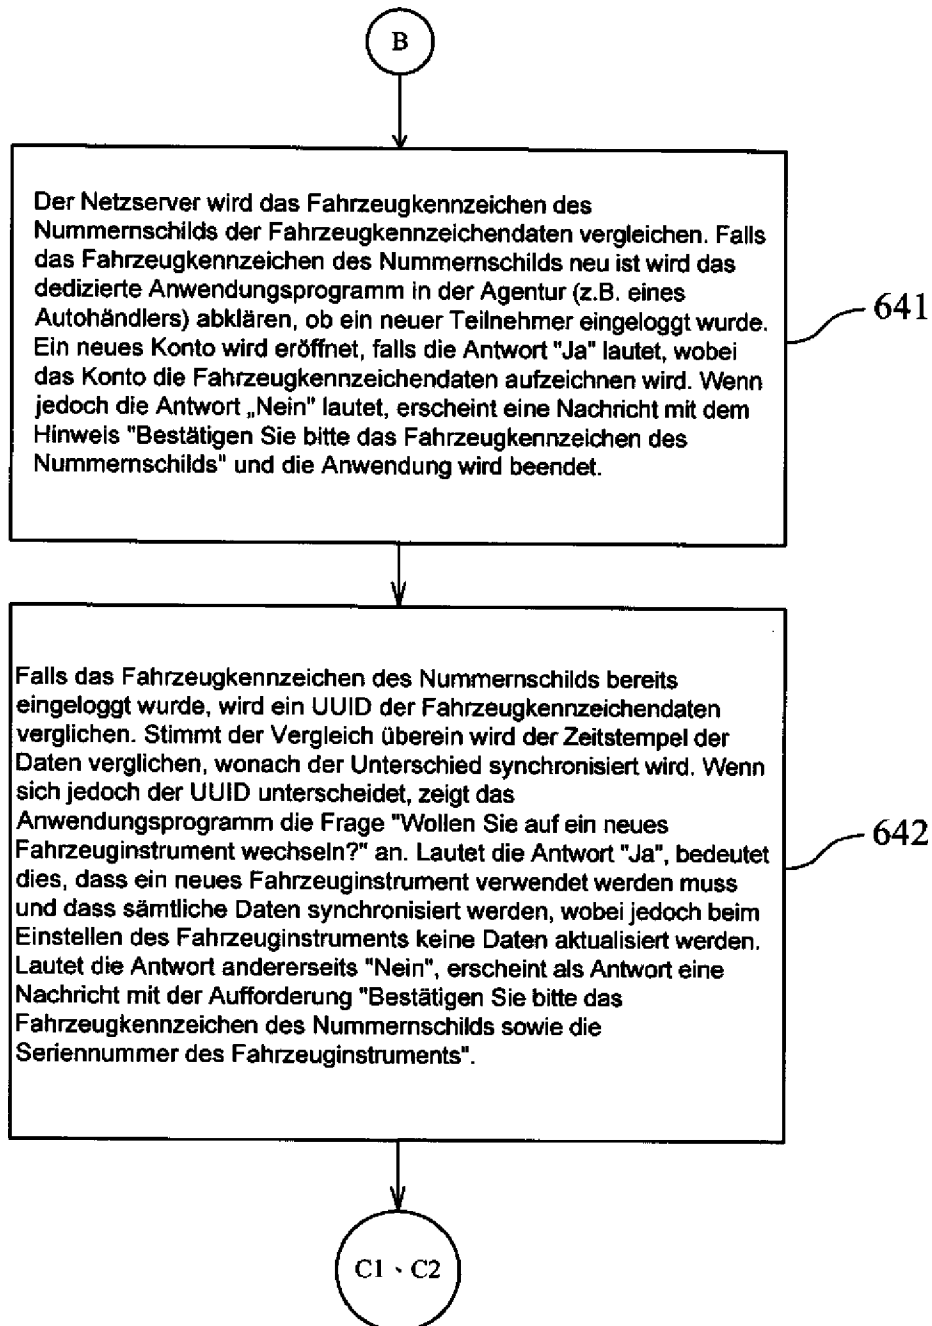 B
Der Netzserver wird das Fahrzeugkennzeichen des
Nummernschilds der Fahrzeugkennzeichendaten vergleichen. Falls
das Fahrzeugkennzeichen des Nummernschilds neu ist wird das
dedizierte Anwendungsprogramm in der Agentur (z.B. eines
Autohändlers) abklären, ob ein neuer Teilnehmer eingeloggt wurde.
Ein neues Konto wird eröffnet, falls die Antwort "Ja" lautet, wobei
das Konto die Fahrzeugkennzeichendaten aufzeichnen wird. Wenn
jedoch die Antwort „Nein" lautet, erscheint eine Nachricht mit dem
Hinweis "Bestätigen Sie bitte das Fahrzeugkennzeichen des
Nummernschilds" und die Anwendung wird beendet.
641
Falls das Fahrzeugkennzeichen des Nummernschilds bereits
eingeloggt wurde, wird ein UUID der Fahrzeugkennzeichendaten
verglichen. Stimmt der Vergleich überein wird der Zeitstempel der
Daten verglichen, wonach der Unterschied synchronisiert wird. Wenn
sich jedoch der UUID unterscheidet, zeigt das
Anwendungsprogramm die Frage "Wollen Sie auf ein neues
Fahrzeuginstrument wechseln?" an. Lautet die Antwort "Ja", bedeutet
dies, dass ein neues Fahrzeuginstrument verwendet werden muss
und dass sämtliche Daten synchronisiert werden, wobei jedoch beim
Einstellen des Fahrzeuginstruments keine Daten aktualisiert werden.
Lautet die Antwort andererseits "Nein", erscheint als Antwort eine
Nachricht mit der Aufforderung "Bestätigen Sie bitte das
Fahrzeugkennzeichen des Nummernschilds sowie die
Seriennummer des Fahrzeuginstruments".
642
C1、C2